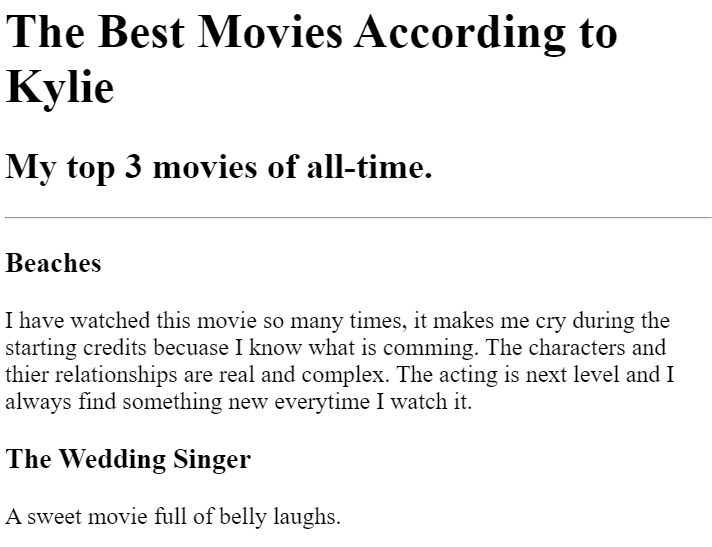 The Best Movies According to
Kylie
My top 3 movies of all-time.
Beaches
I have watched this movie so many times, it makes me cry during the
starting credits becuase I know what is comming. The characters and
thier relationships are real and complex. The acting is next level and I
always find something new everytime I watch it.
The Wedding Singer
A sweet movie full of belly laughs.